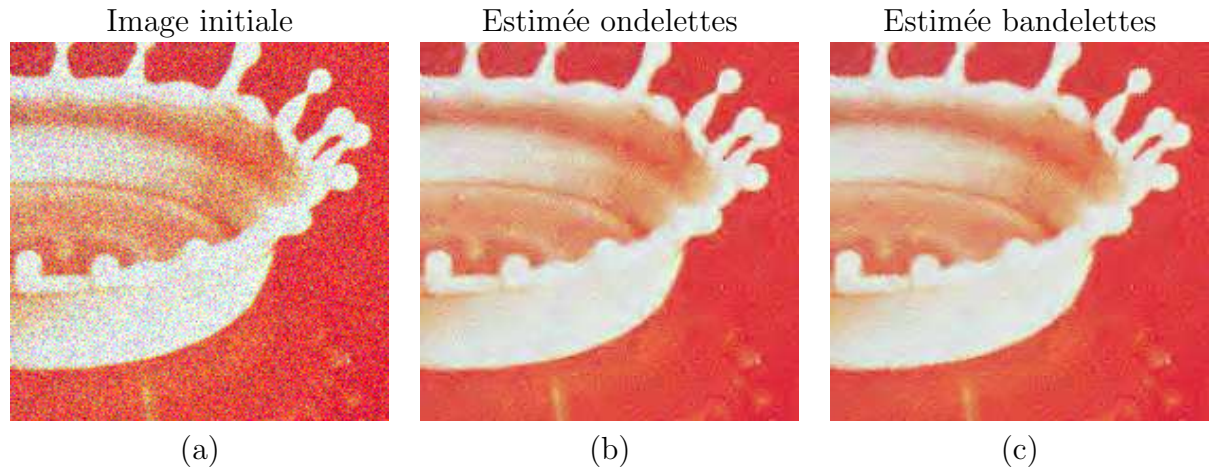 Image initiale
Estimée ondelettes
Estimée bandelettes
(a)
(b)
(c)